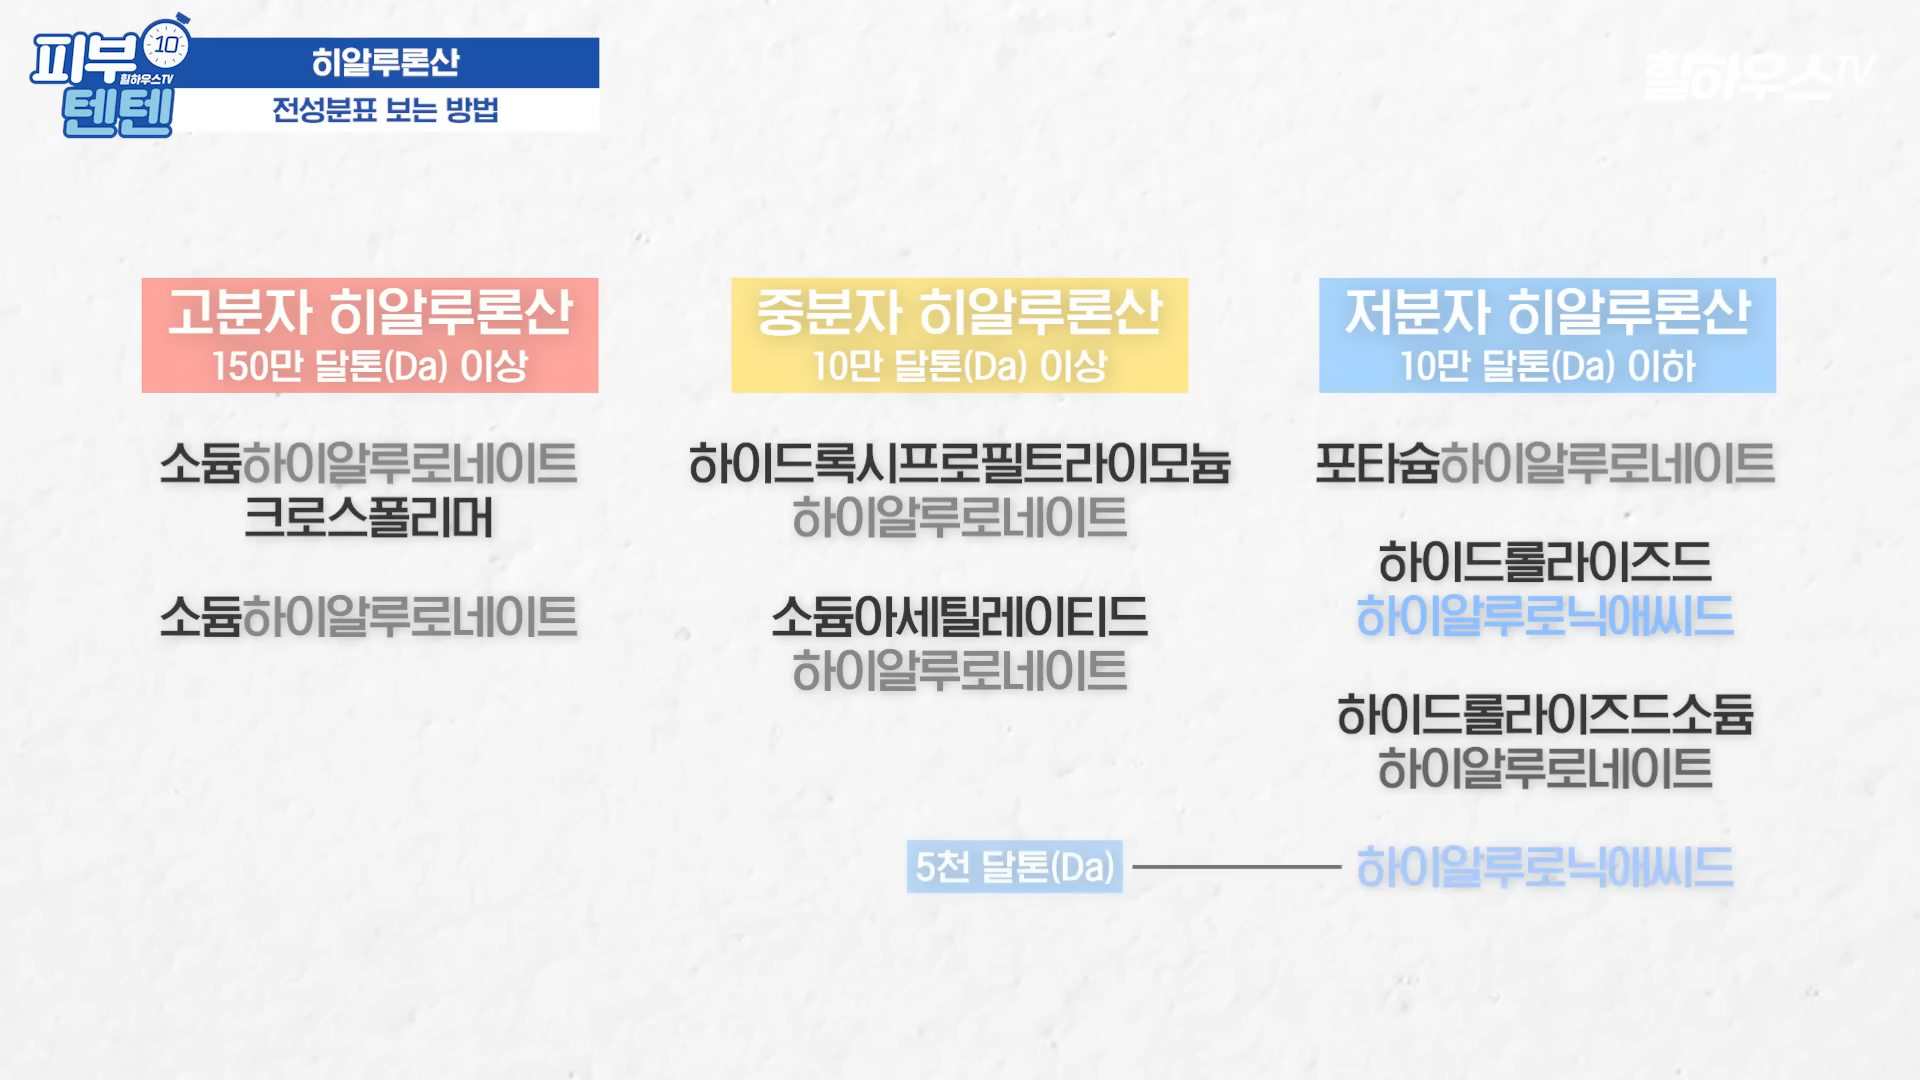 피부
10
힐하우스TV
텐텐
히알루론산
전성분표 보는 방법
힐하우스TV
고분자 히알루론산
150만 달톤(Da) 이상
소듐하이알루로네이트
크로스폴리머
소듐하이알루로네이트
중분자 히알루론산
10만 달톤(Da) 이상
하이드록시프로필트라이모늄
하이알루로네이트
소듐아세틸레이티드
하이알루로네이트
저분자 히알루론산
10만 달톤(Da) 이하
포타슘하이알루로네이트
하이드롤라이즈드
하이알루로닉애씨드
하이드롤라이즈드소듐
하이알루로네이트
5천 달톤(Da)
하이알루로닉애씨드